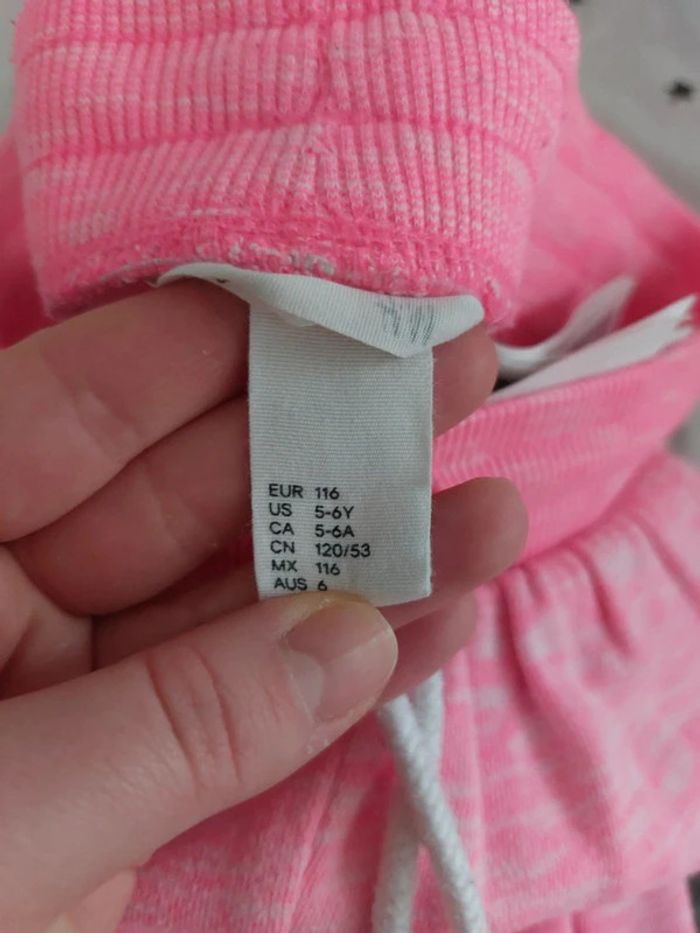 EUR 116
US 5-6Y
CA 5-6A
CN 120/53
MX 116
AUS 6